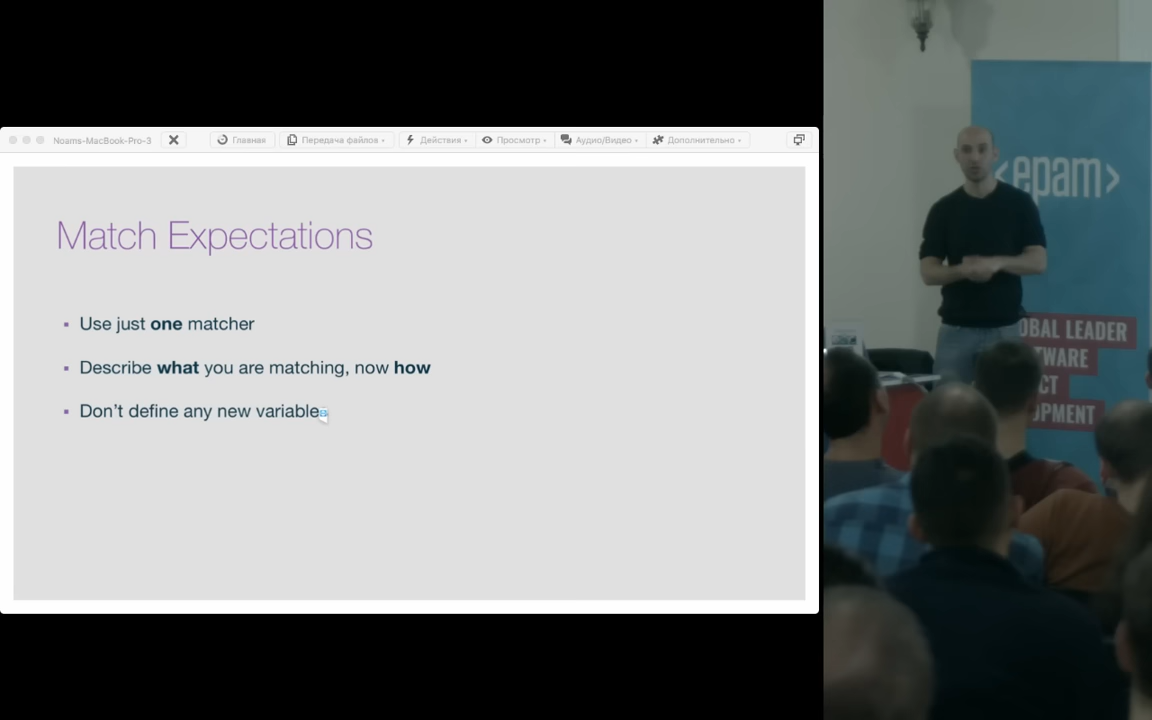 Noams-MacBook-Pro-3
Главная
Передача файлов
Действия
Просмотр
Аудио/Видео
Дополнительно
Match Expectations
Use just one matcher
Describe what you are matching, now how
Don't define any new variable
<epam>
OBAL LEADER
TWARE
CT
OPMENT